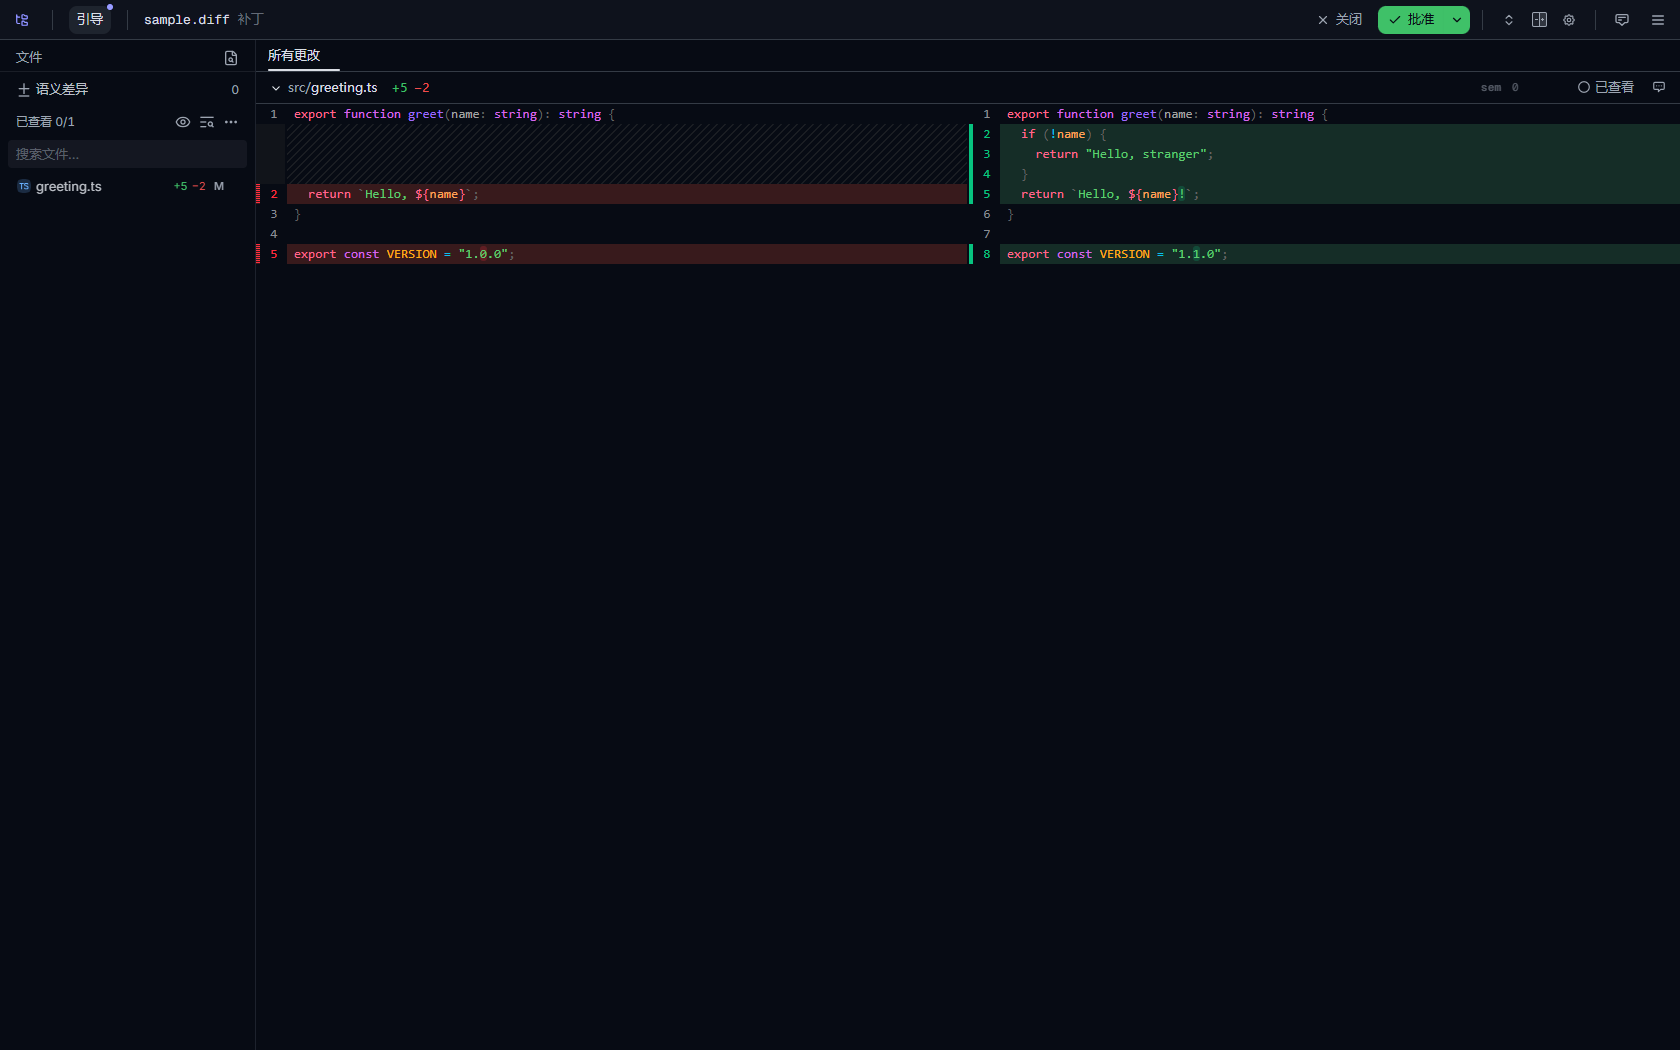 引导
sample.diff 补丁
关闭
批准
文件
语义差异 0
已查看 0/1
搜索文件...
TS greeting.ts +5 −2 M
所有更改
src/greeting.ts +5 −2
sem 0
已查看
1 export function greet(name: string): string {
2 return `Hello, ${name}`;
3 }
4
5 export const VERSION = "1.0.0";
1 export function greet(name: string): string {
2 if (!name) {
3 return "Hello, stranger";
4 }
5 return `Hello, ${name}!`;
6 }
7
8 export const VERSION = "1.1.0";